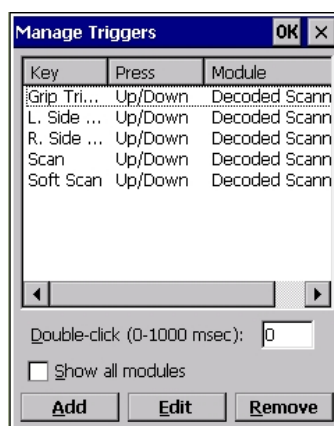 Manage Triggers OK ×
Key Press Module
Grip Tri... Up/Down Decoded Scann
L. Side ... Up/Down Decoded Scann
R. Side ... Up/Down Decoded Scann
Scan Up/Down Decoded Scann
Soft Scan Up/Down Decoded Scann
Double-click (0-1000 msec): 0
Show all modules
Add Edit Remove